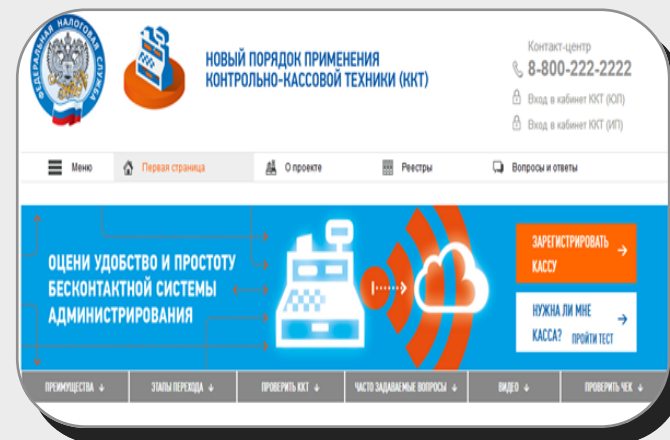 ФЕДЕРАЛЬНАЯ НАЛОГОВАЯ СЛУЖБА
НОВЫЙ ПОРЯДОК ПРИМЕНЕНИЯ
КОНТРОЛЬНО-КАССОВОЙ ТЕХНИКИ (ККТ)
Контакт-центр
8-800-222-2222
Вход в кабинет ККТ (ЮЛ)
Вход в кабинет ККТ (ИП)
Меню Первая страница О проекте Реестры Вопросы и ответы
ОЦЕНИ УДОБСТВО И ПРОСТОТУ
БЕСКОНТАКТНОЙ СИСТЕМЫ
АДМИНИСТРИРОВАНИЯ
ЗАРЕГИСТРИРОВАТЬ
КАССУ
НУЖНА ЛИ МНЕ
КАССА? ПРОЙТИ ТЕСТ
ПРЕИМУЩЕСТВА ЭТАПЫ ПЕРЕХОДА ПРОВЕРИТЬ ККТ ЧАСТО ЗАДАВАЕМЫЕ ВОПРОСЫ ВИДЕО ПРОВЕРИТЬ ЧЕК